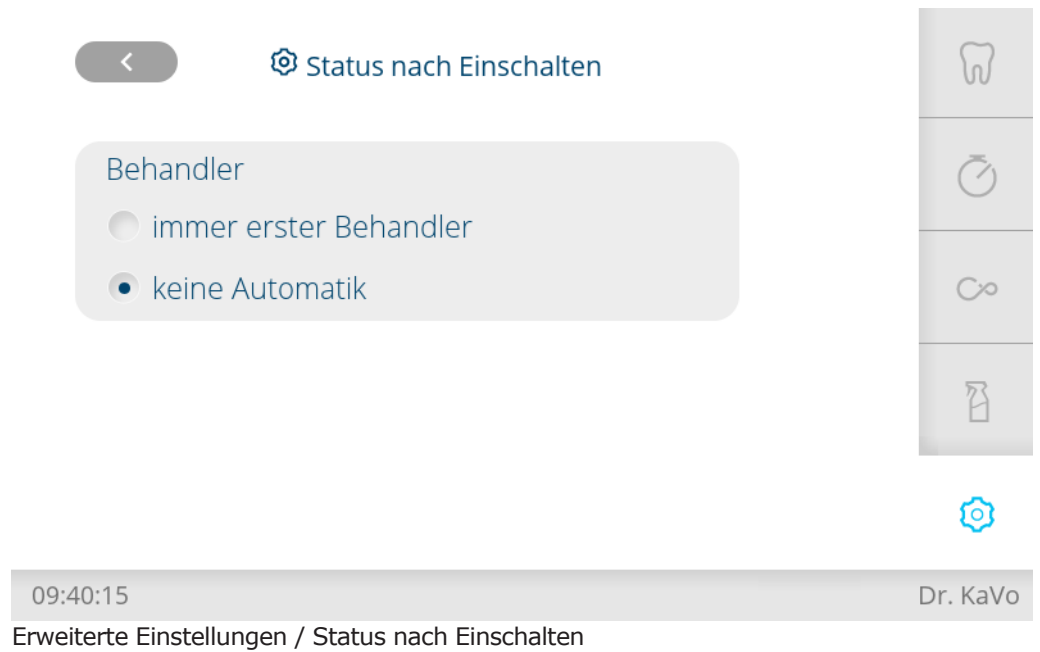 Status nach Einschalten
Behandler
immer erster Behandler
keine Automatik
09:40:15
Dr. KaVo
Erweiterte Einstellungen / Status nach Einschalten